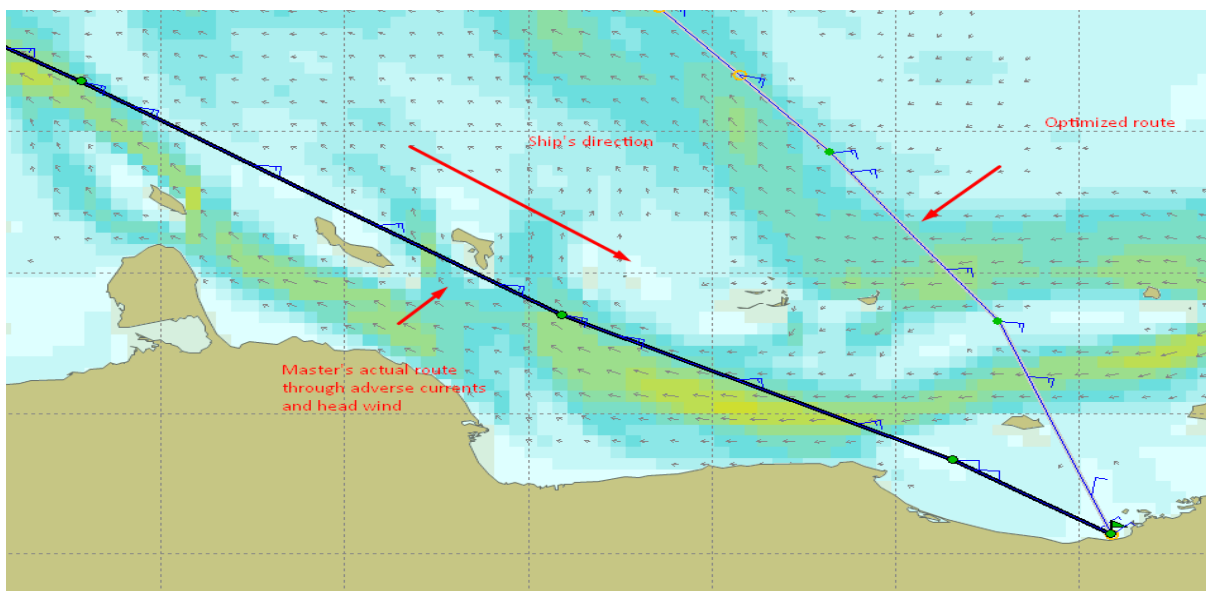 Ship's direction
Optimized route
Master's actual route
through adverse currents
and head wind